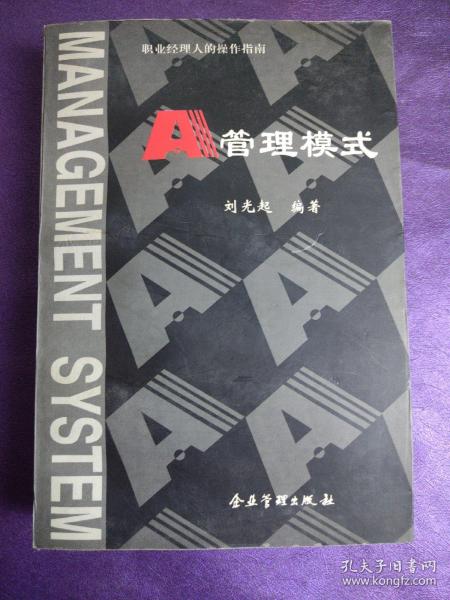 职业经理人的操作指南
A管理模式
刘光起 编著
MANAGEMENT SYSTEM
企业管理出版社
孔夫子旧书网
www.kongfz.com